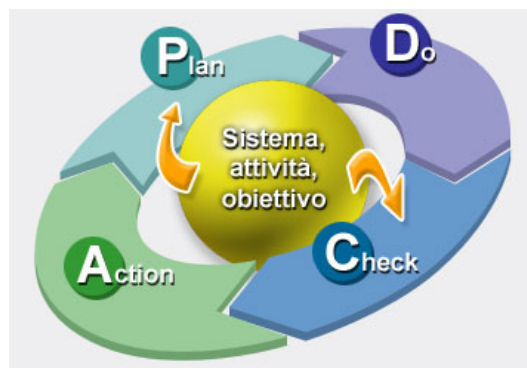 Plan
Do
Sistema,
attività,
obiettivo
Check
Action